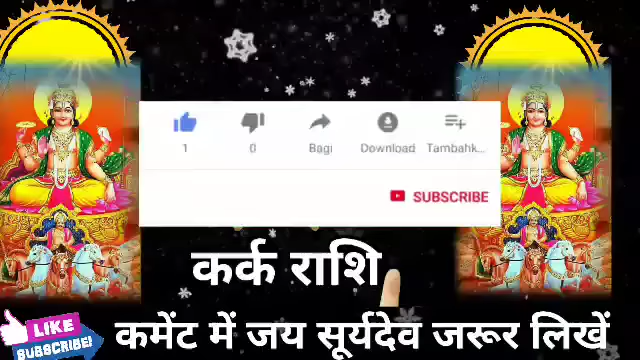 1 0 Bagi Download Tambahk...
SUBSCRIBE
कर्क राशि
LIKE
SUBSCRIBE!
कमेंट में जय सूर्यदेव जरूर लिखें